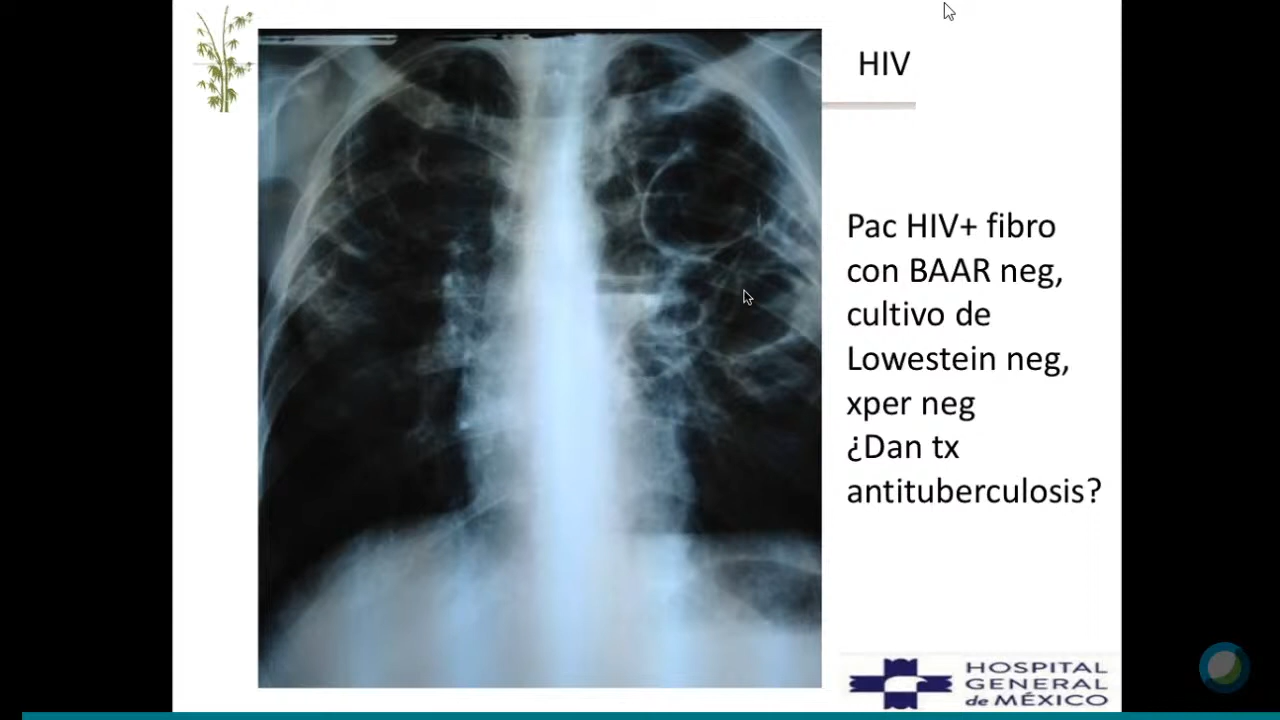 HIV
Pac HIV+ fibro
con BAAR neg,
cultivo de
Lowestein neg,
xper neg
¿Dan tx
antituberculosis?
HOSPITAL
GENERAL
de MÉXICO